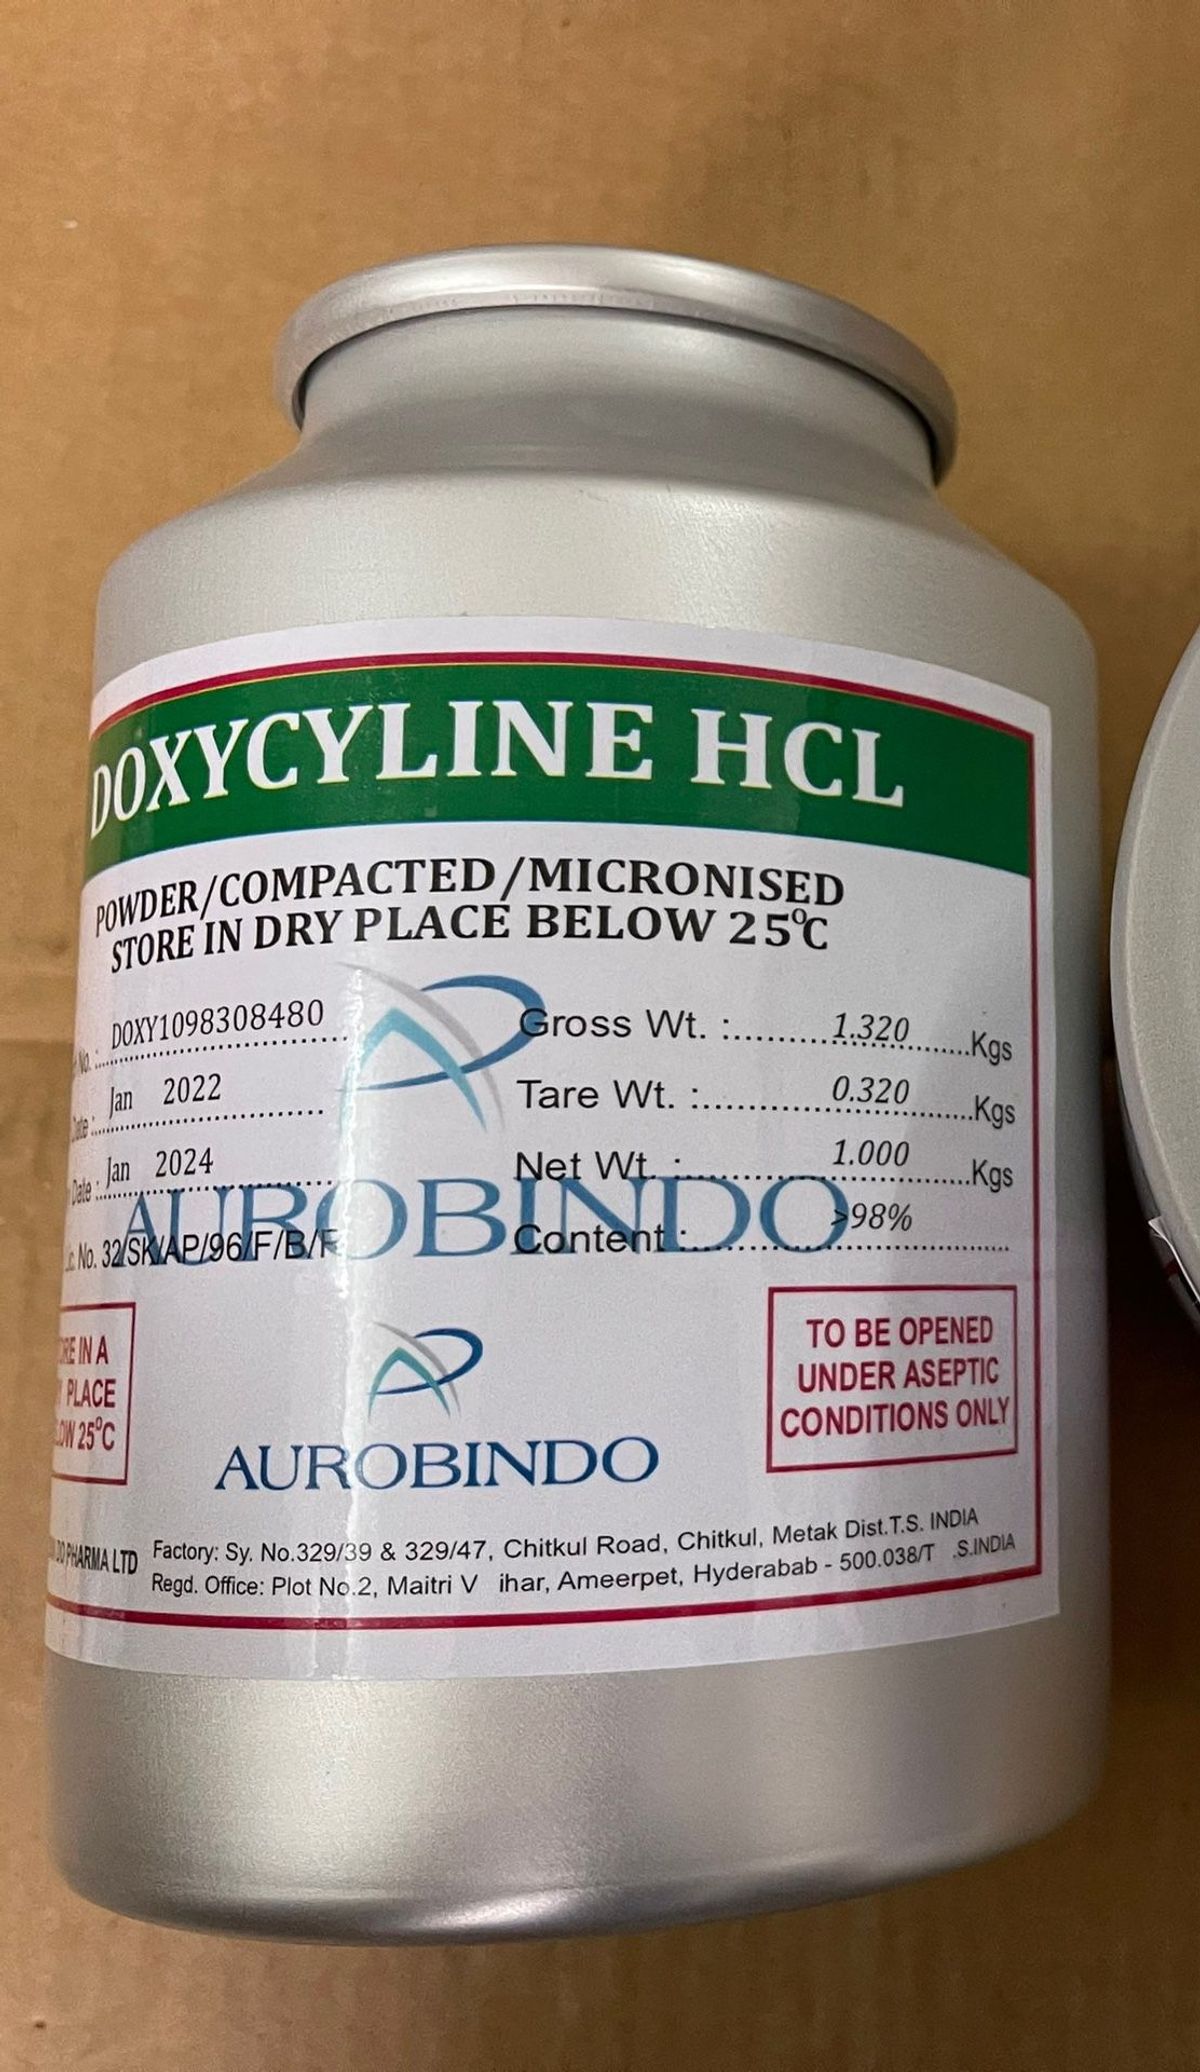 DOXYCYLINE HCL
POWDER/COMPACTED/MICRONISED
STORE IN DRY PLACE BELOW 25°C
No. : DOXY1098308480
Date : Jan 2022
Date : Jan 2024
No. 32/SK/AP/96/F/B/F
Gross Wt. : 1.320 Kgs
Tare Wt. : 0.320 Kgs
Net Wt. : 1.000 Kgs
Content : >98%
AUROBINDO
IN A
PLACE
25°C
AUROBINDO
TO BE OPENED
UNDER ASEPTIC
CONDITIONS ONLY
PHARMA LTD
Factory: Sy. No.329/39 & 329/47, Chitkul Road, Chitkul, Metak Dist.T.S. INDIA
Regd. Office: Plot No.2, Maitri V ihar, Ameerpet, Hyderabab - 500.038/T .S.INDIA